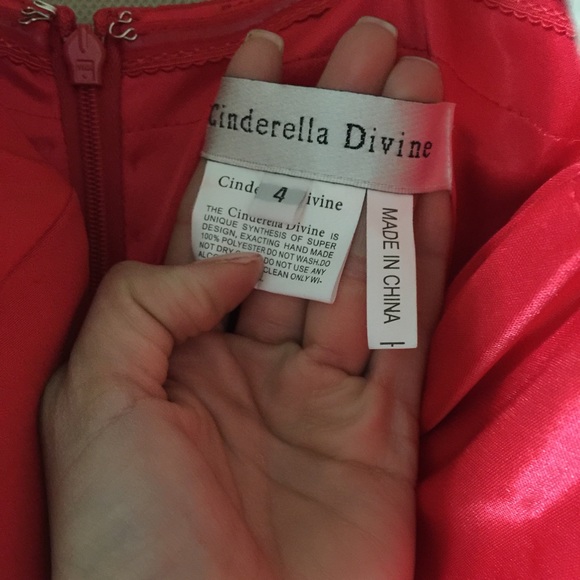 Cinderella Divine
4
Cind ivine
THE Cinderella Divine IS
UNIQUE SYNTHESIS OF SUPER
DESIGN, EXACTING HAND MADE
100% POLYESTER DO NOT WASH.DO
NOT DRY DO NOT USE ANY
CLEAN ONLY WI-
MADE IN CHINA